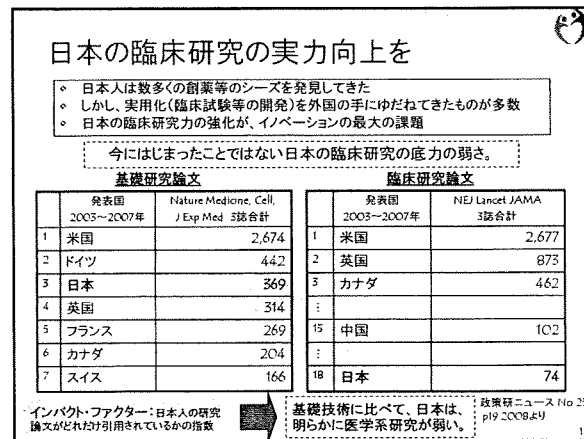 日本の臨床研究の実力向上を
◦ 日本人は数多くの創薬等のシーズを発見してきた
◦ しかし、実用化(臨床試験等の開発)を外国の手にゆだねてきたものが多数
◦ 日本の臨床研究力の強化が、イノベーションの最大の課題
今にはじまったことではない日本の臨床研究の底力の弱さ。
基礎研究論文
発表国 2003~2007年 Nature Medicine, Cell, J Exp Med 3誌合計
1 米国 2,674
2 ドイツ 442
3 日本 369
4 英国 314
5 フランス 269
6 カナダ 204
7 スイス 166
臨床研究論文
発表国 2003~2007年 NEJ Lancet JAMA 3誌合計
1 米国 2,677
2 英国 873
3 カナダ 462
⋮
15 中国 102
⋮
18 日本 74
インパクト・ファクター:日本人の研究
論文がどれだけ引用されているかの指数
基礎技術に比べて、日本は、
明らかに医学系研究が弱い。
政策研ニュース No 25
p19 2008より